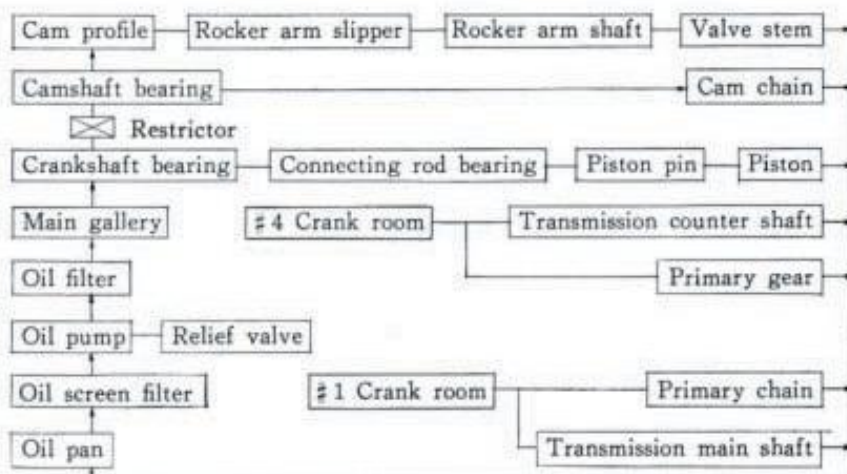 Cam profile Rocker arm slipper Rocker arm shaft Valve stem
Camshaft bearing Cam chain
Restrictor
Crankshaft bearing Connecting rod bearing Piston pin Piston
Main gallery #4 Crank room Transmission counter shaft
Oil filter Primary gear
Oil pump Relief valve
Oil screen filter #1 Crank room Primary chain
Oil pan Transmission main shaft